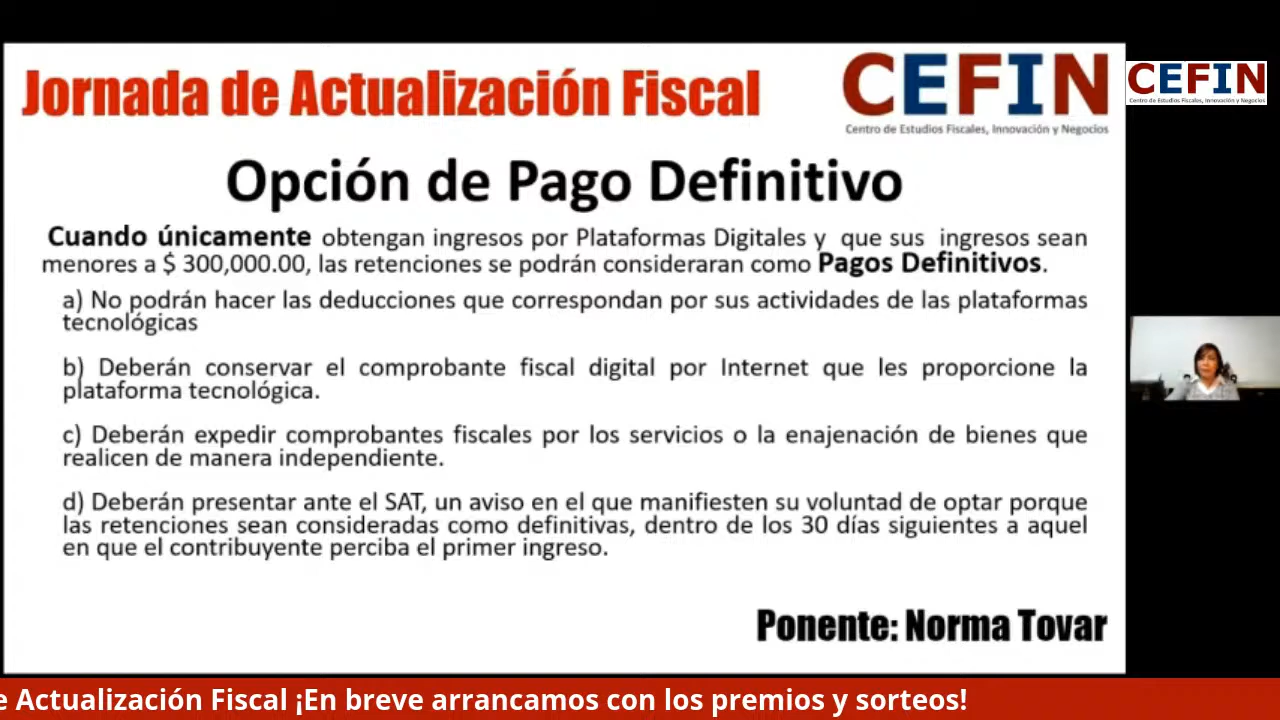 Jornada de Actualización Fiscal
CEFIN
Centro de Estudios Fiscales, Innovación y Negocios
CEFIN
Centro de Estudios Fiscales, Innovación y Negocios
Opción de Pago Definitivo
Cuando únicamente obtengan ingresos por Plataformas Digitales y que sus ingresos sean
menores a $ 300,000.00, las retenciones se podrán consideraran como Pagos Definitivos.
a) No podrán hacer las deducciones que correspondan por sus actividades de las plataformas
tecnológicas
b) Deberán conservar el comprobante fiscal digital por Internet que les proporcione la
plataforma tecnológica.
c) Deberán expedir comprobantes fiscales por los servicios o la enajenación de bienes que
realicen de manera independiente.
d) Deberán presentar ante el SAT, un aviso en el que manifiesten su voluntad de optar porque
las retenciones sean consideradas como definitivas, dentro de los 30 días siguientes a aquel
en que el contribuyente perciba el primer ingreso.
Ponente: Norma Tovar
e Actualización Fiscal ¡En breve arrancamos con los premios y sorteos!